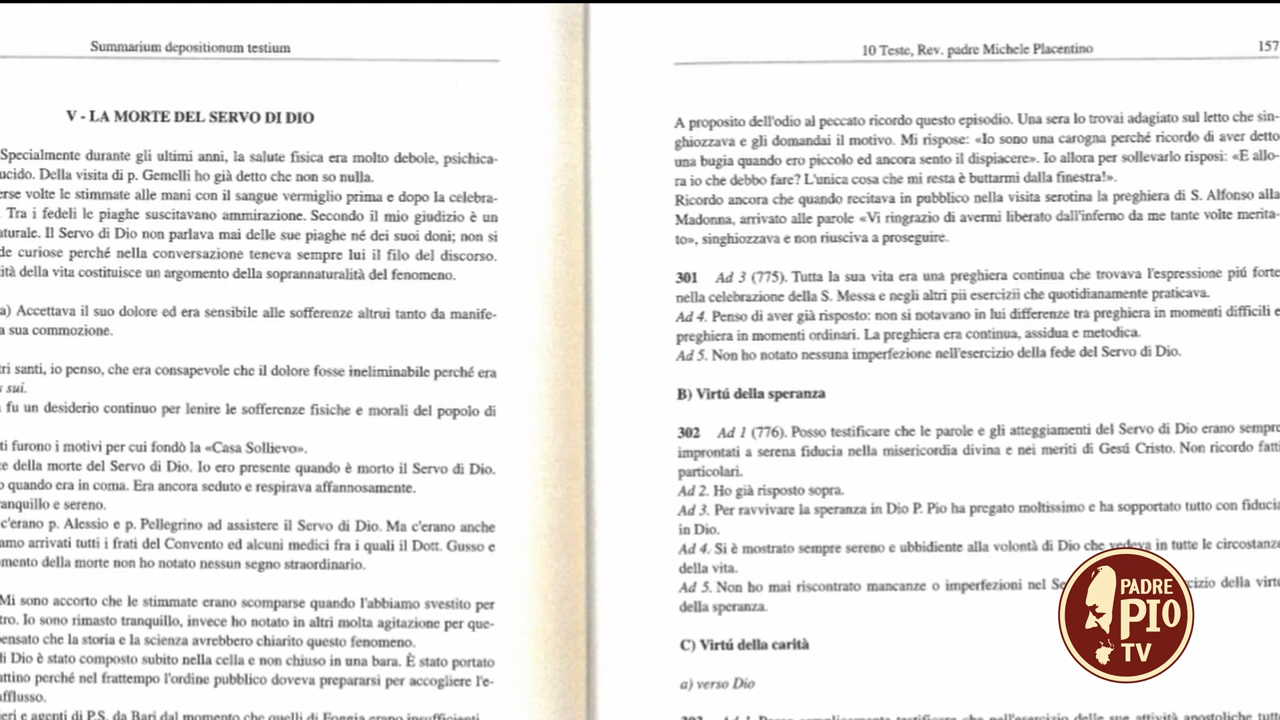 Summarium depositionum testium
V - LA MORTE DEL SERVO DI DIO
Specialmente durante gli ultimi anni, la salute fisica era molto debole, psichica-
ucido. Della visita di p. Gemelli ho già detto che non so nulla.
erse volte le stimmate alle mani con il sangue vermiglio prima e dopo la celebra-
. Tra i fedeli le piaghe suscitavano ammirazione. Secondo il mio giudizio è un
aturale. Il Servo di Dio non parlava mai delle sue piaghe né dei suoi doni; non si
de curiose perché nella conversazione teneva sempre lui il filo del discorso.
ità della vita costituisce un argomento della soprannaturalità del fenomeno.
a) Accettava il suo dolore ed era sensibile alle sofferenze altrui tanto da manife-
a sua commozione.
tri santi, io penso, che era consapevole che il dolore fosse ineliminabile perché era
s sui.
fu un desiderio continuo per lenire le sofferenze fisiche e morali del popolo di
ti furono i motivi per cui fondò la «Casa Sollievo».
e della morte del Servo di Dio. Io ero presente quando è morto il Servo di Dio.
o quando era in coma. Era ancora seduto e respirava affannosamente.
anquillo e sereno.
c'erano p. Alessio e p. Pellegrino ad assistere il Servo di Dio. Ma c'erano anche
amo arrivati tutti i frati del Convento ed alcuni medici fra i quali il Dott. Gusso e
mento della morte non ho notato nessun segno straordinario.
Mi sono accorto che le stimmate erano scomparse quando l'abbiamo svestito per
tro. Io sono rimasto tranquillo, invece ho notato in altri molta agitazione per que-
pensato che la storia e la scienza avrebbero chiarito questo fenomeno.
di Dio è stato composto subito nella cella e non chiuso in una bara. È stato portato
attino perché nel frattempo l'ordine pubblico doveva prepararsi per accogliere l'e-
afflusso.
ieri e agenti di P.S. da Bari dal momento che quelli di Foggia erano insufficienti
10 Teste, Rev. padre Michele Placentino 157
A proposito dell'odio al peccato ricordo questo episodio. Una sera lo trovai adagiato sul letto che sin-
ghiozzava e gli domandai il motivo. Mi rispose: «Io sono una carogna perché ricordo di aver detto
una bugia quando ero piccolo ed ancora sento il dispiacere». Io allora per sollevarlo risposi: «E allo-
ra io che debbo fare? L'unica cosa che mi resta è buttarmi dalla finestra!».
Ricordo ancora che quando recitava in pubblico nella visita serotina la preghiera di S. Alfonso alla
Madonna, arrivato alle parole «Vi ringrazio di avermi liberato dall'inferno da me tante volte merita-
to», singhiozzava e non riusciva a proseguire.
301 Ad 3 (775). Tutta la sua vita era una preghiera continua che trovava l'espressione piú forte
nella celebrazione della S. Messa e negli altri pii esercizii che quotidianamente praticava.
Ad 4. Penso di aver già risposto: non si notavano in lui differenze tra preghiera in momenti difficili e
preghiera in momenti ordinari. La preghiera era continua, assidua e metodica.
Ad 5. Non ho notato nessuna imperfezione nell'esercizio della fede del Servo di Dio.
B) Virtú della speranza
302 Ad 1 (776). Posso testificare che le parole e gli atteggiamenti del Servo di Dio erano sempre
improntati a serena fiducia nella misericordia divina e nei meriti di Gesú Cristo. Non ricordo fatti
particolari.
Ad 2. Ho già risposto sopra.
Ad 3. Per ravvivare la speranza in Dio P. Pio ha pregato moltissimo e ha sopportato tutto con fiducia
in Dio.
Ad 4. Si è mostrato sempre sereno e ubbidiente alla volontà di Dio che vedeva in tutte le circostanze
della vita.
Ad 5. Non ho mai riscontrato mancanze o imperfezioni nel cizio della virtú
della speranza.
C) Virtú della carità
a) verso Dio
PADRE
PIO
TV